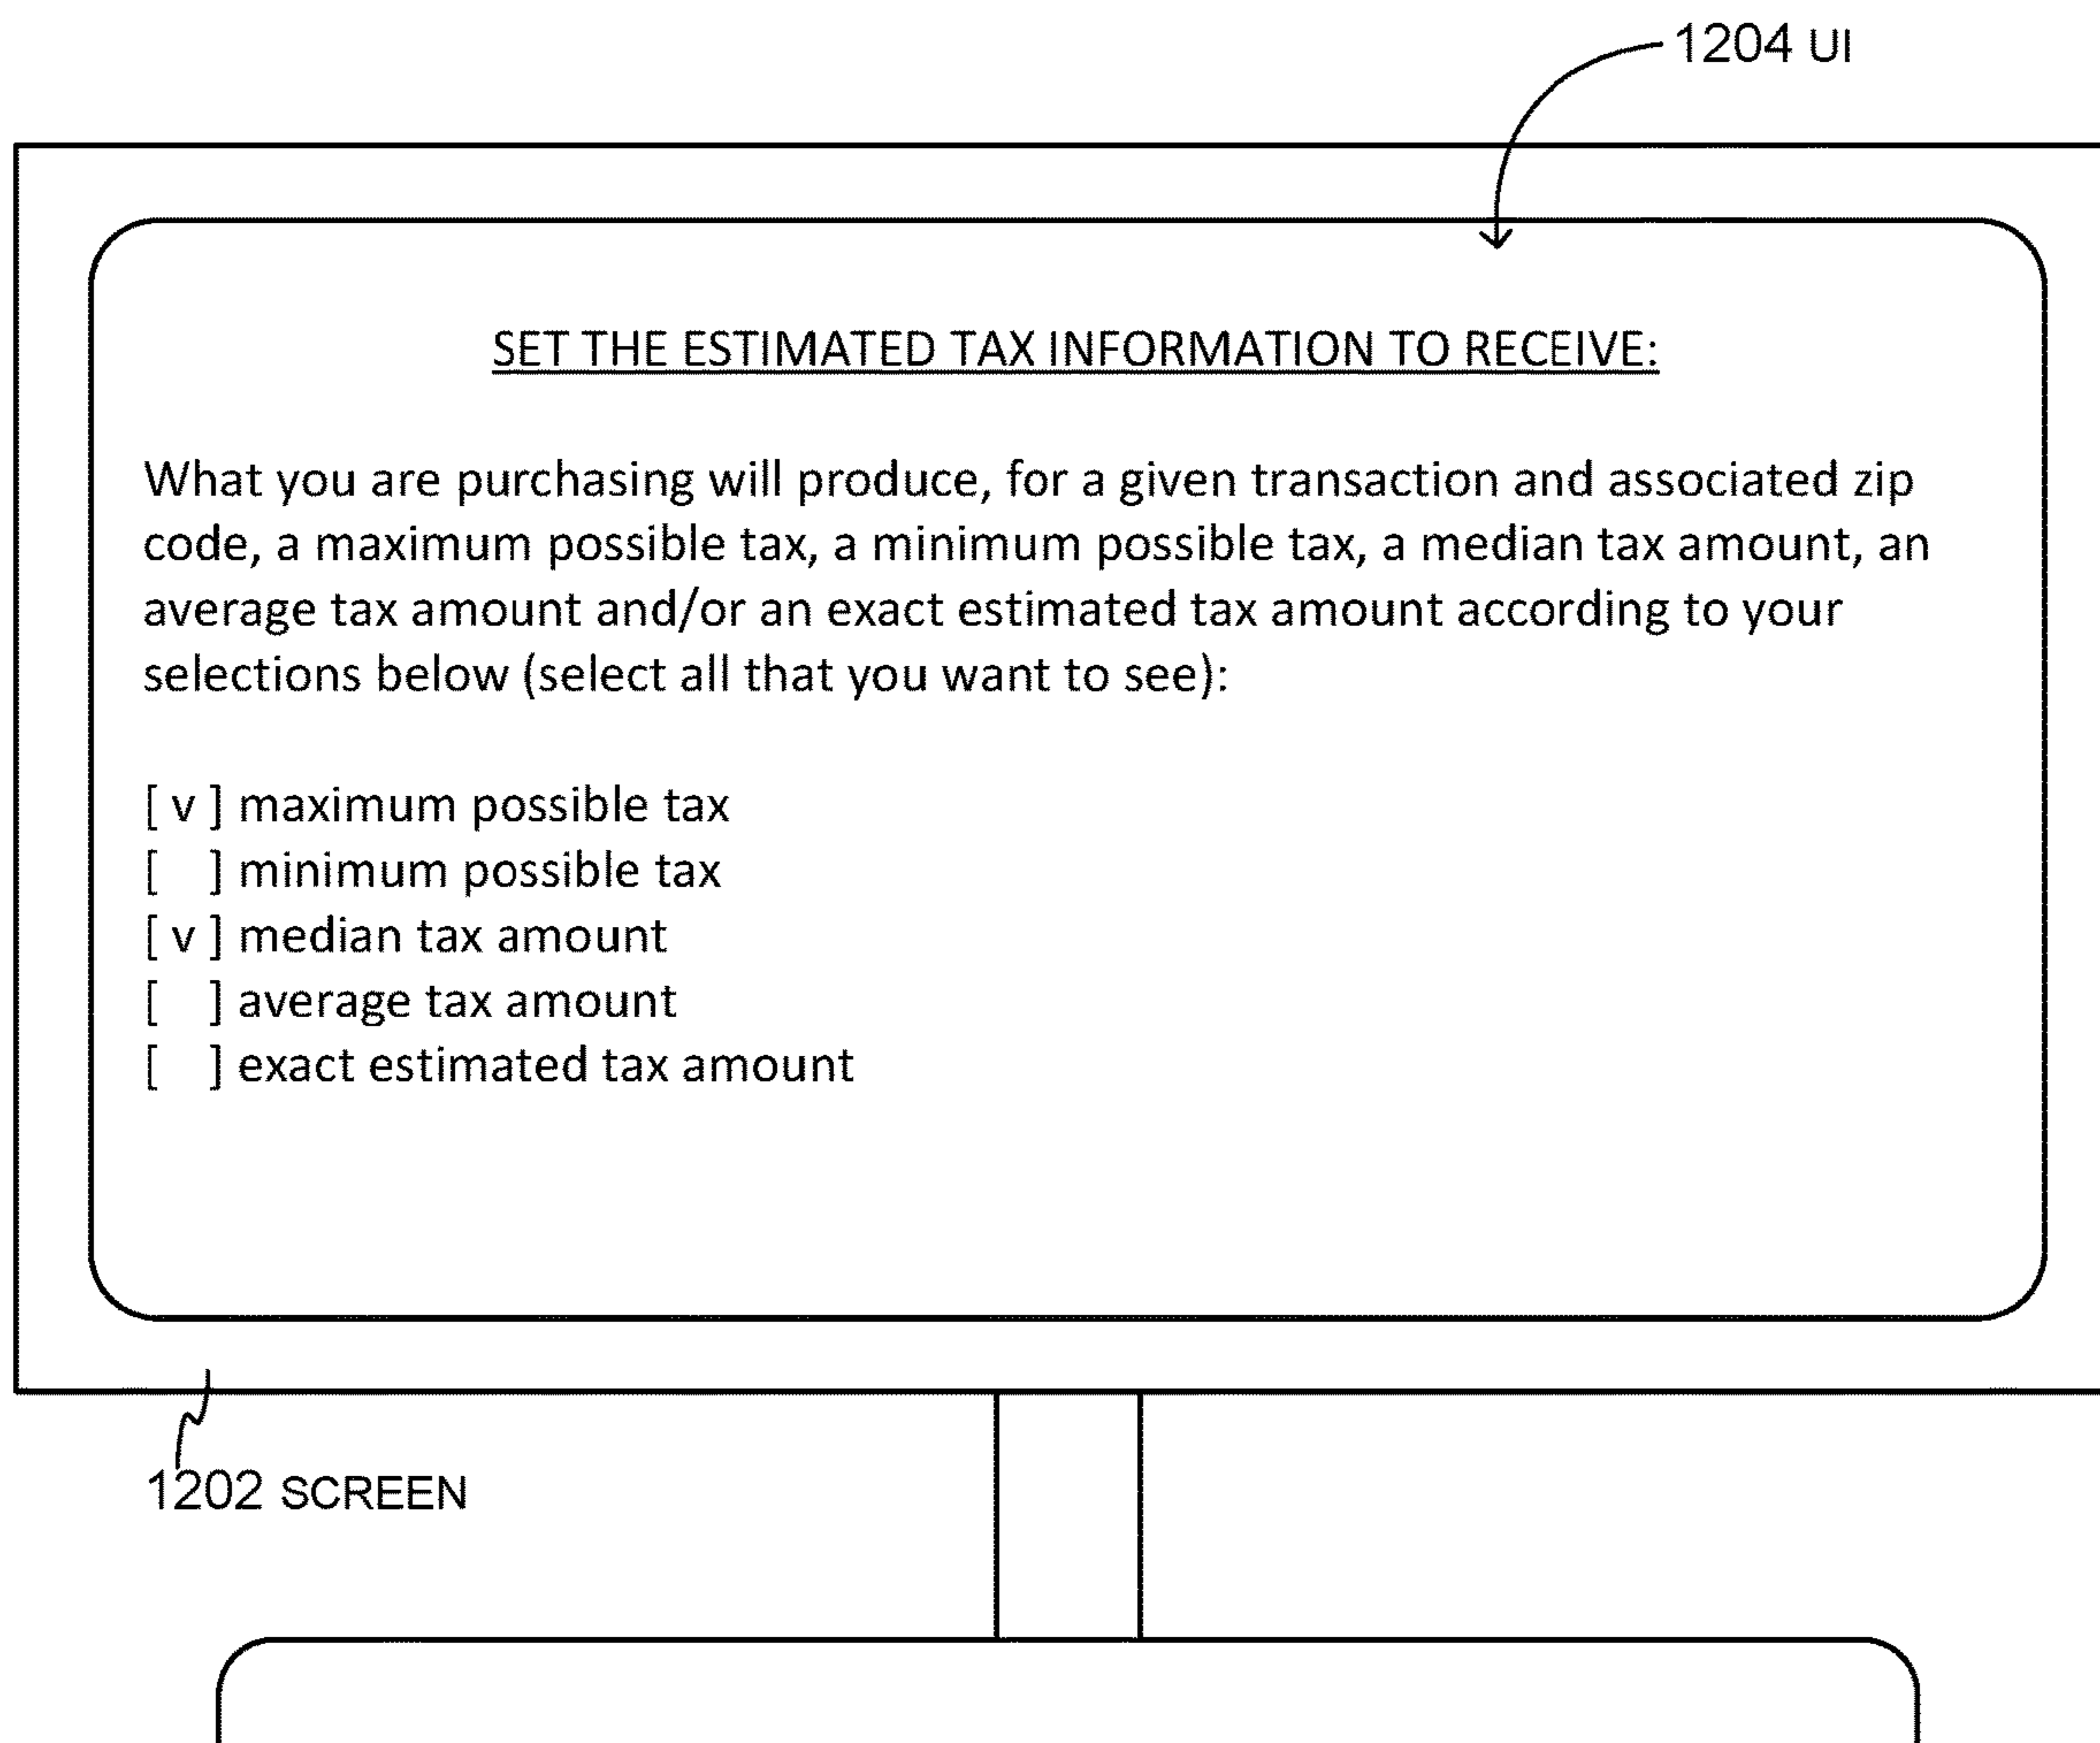 1204 UI
SET THE ESTIMATED TAX INFORMATION TO RECEIVE:
What you are purchasing will produce, for a given transaction and associated zip
code, a maximum possible tax, a minimum possible tax, a median tax amount, an
average tax amount and/or an exact estimated tax amount according to your
selections below (select all that you want to see):
[ v ] maximum possible tax
[   ] minimum possible tax
[ v ] median tax amount
[   ] average tax amount
[   ] exact estimated tax amount
1202 SCREEN